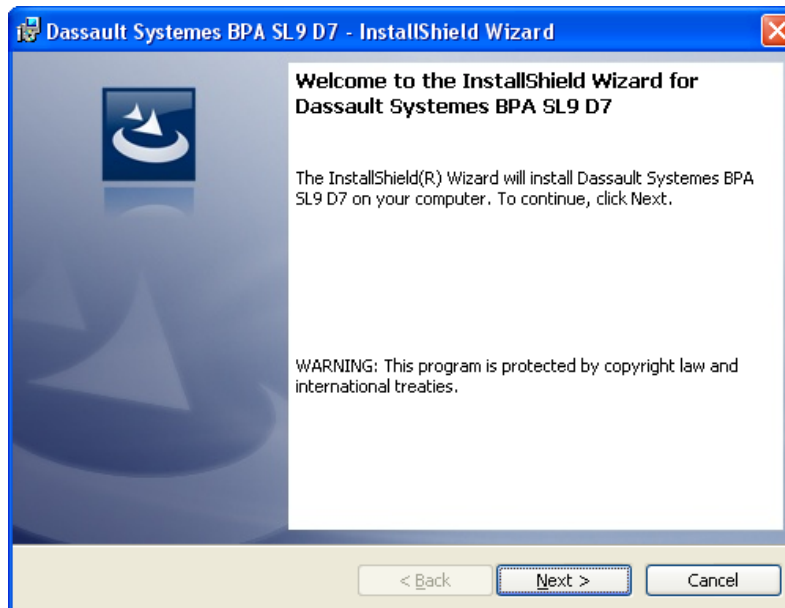 Dassault Systemes BPA SL9 D7 - InstallShield Wizard
Welcome to the InstallShield Wizard for
Dassault Systemes BPA SL9 D7
The InstallShield(R) Wizard will install Dassault Systemes BPA
SL9 D7 on your computer. To continue, click Next.
WARNING: This program is protected by copyright law and
international treaties.
< Back
Next >
Cancel